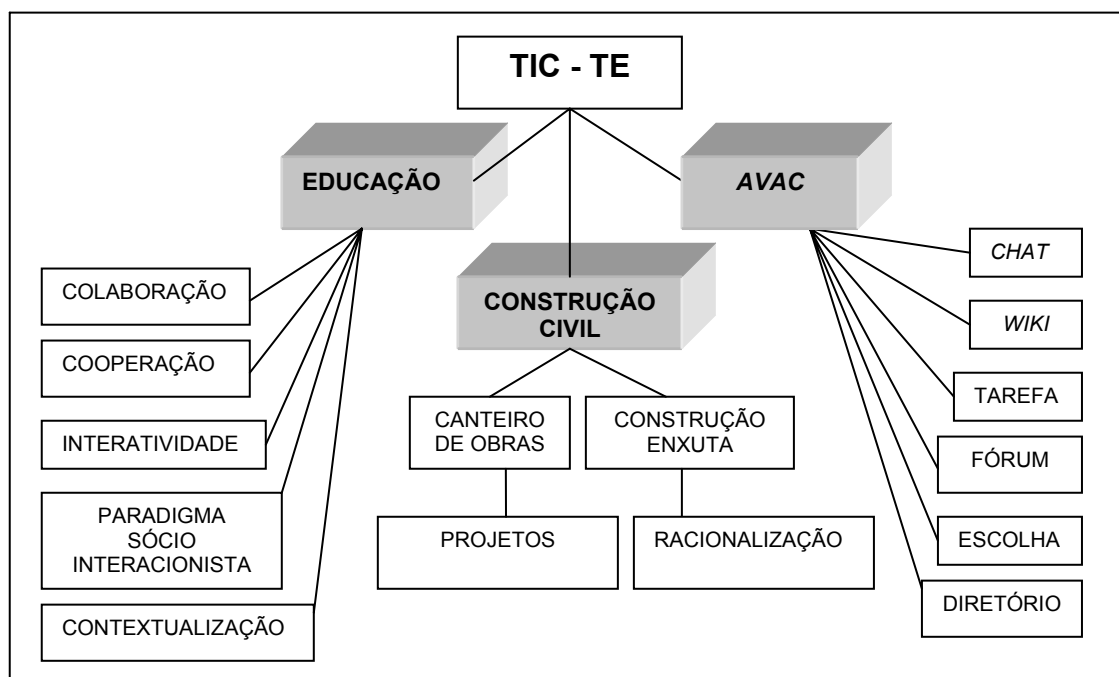 TIC - TE
EDUCAÇÃO
AVAC
CONSTRUÇÃO
CIVIL
COLABORAÇÃO
COOPERAÇÃO
INTERATIVIDADE
PARADIGMA
SÓCIO
INTERACIONISTA
CONTEXTUALIZAÇÃO
CANTEIRO
DE OBRAS
CONSTRUÇÃO
ENXUTA
PROJETOS
RACIONALIZAÇÃO
CHAT
WIKI
TAREFA
FÓRUM
ESCOLHA
DIRETÓRIO